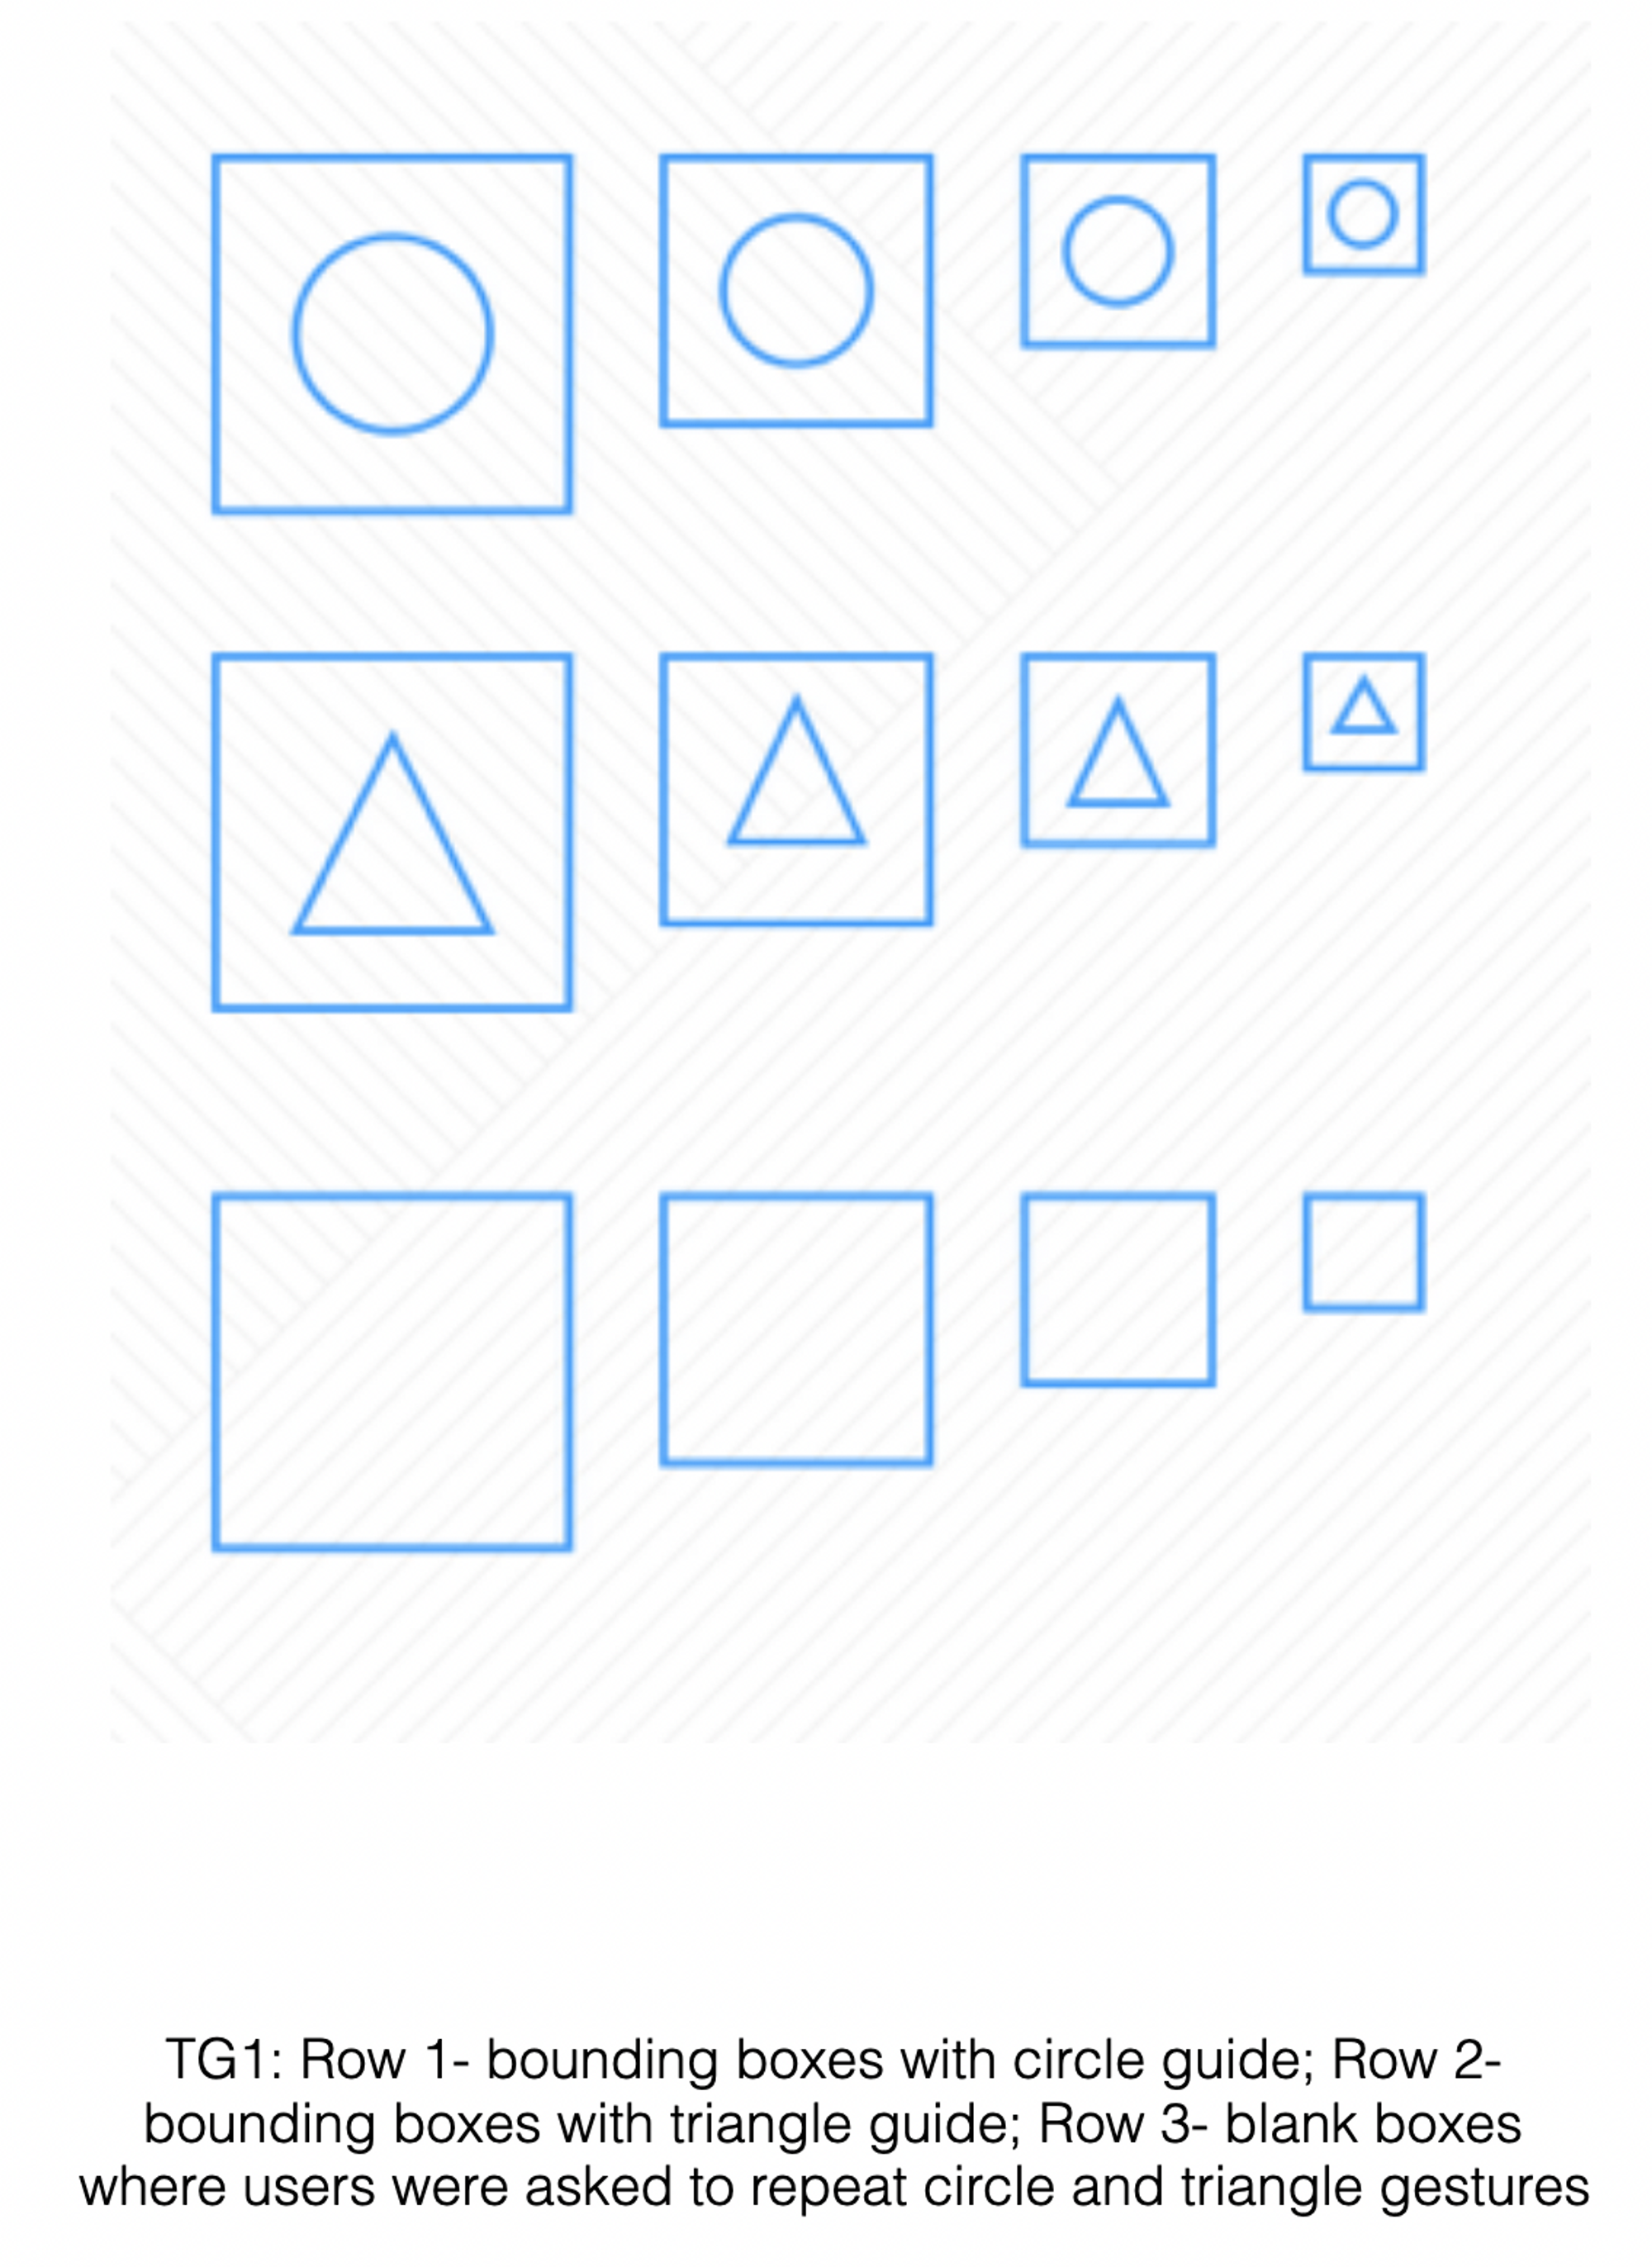 TG1: Row 1- bounding boxes with circle guide; Row 2-
bounding boxes with triangle guide; Row 3- blank boxes
where users were asked to repeat circle and triangle gestures